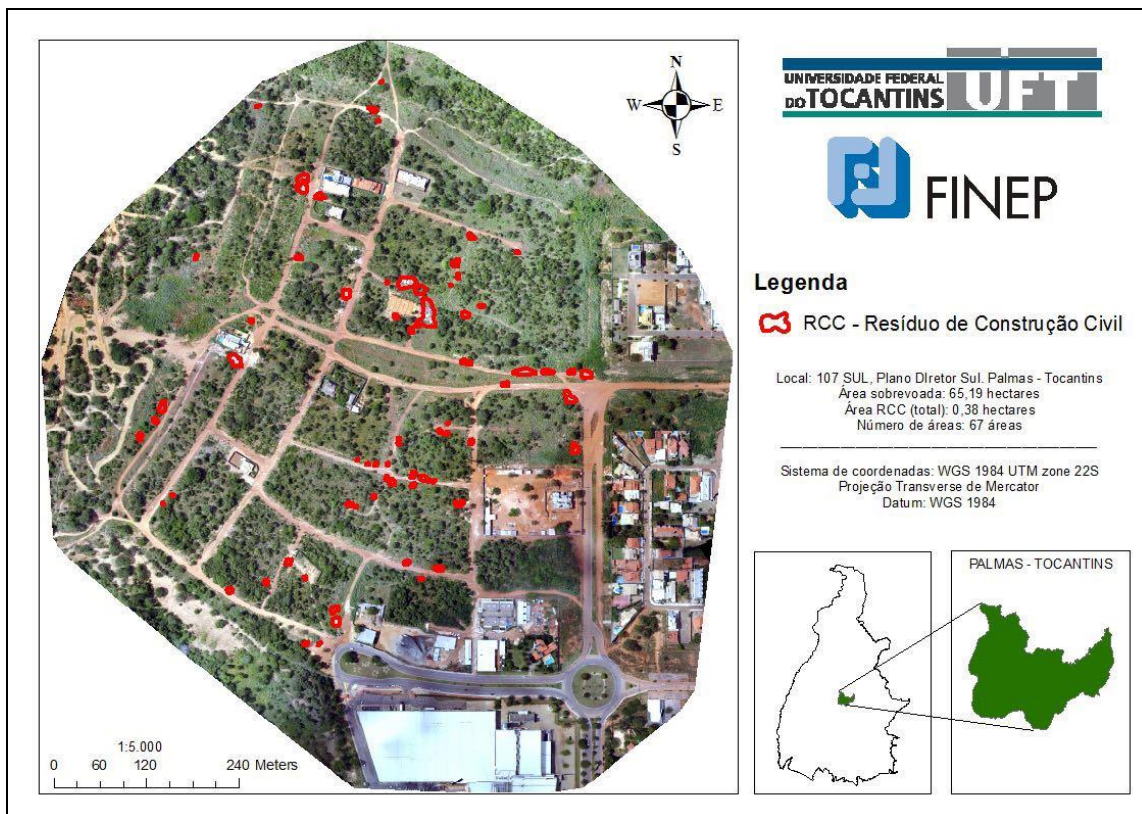 N
W E
S
1:5.000
0 60 120 240 Meters
UNIVERSIDADE FEDERAL
DO TOCANTINS UFT
FINEP
Legenda
RCC - Resíduo de Construção Civil
Local: 107 SUL, Plano DIretor Sul. Palmas - Tocantins
Área sobrevoada: 65,19 hectares
Área RCC (total): 0,38 hectares
Número de áreas: 67 áreas
Sistema de coordenadas: WGS 1984 UTM zone 22S
Projeção Transverse de Mercator
Datum: WGS 1984
PALMAS - TOCANTINS